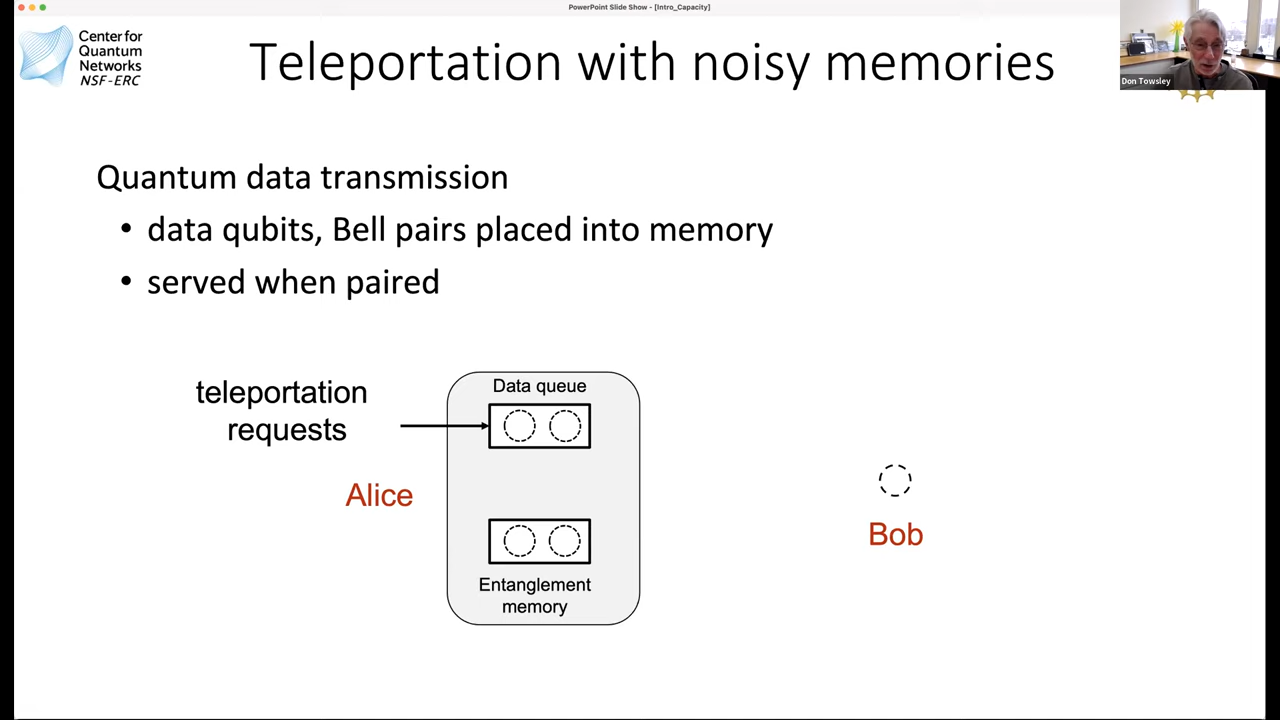 PowerPoint Slide Show - [Intro_Capacity]
Center for
Quantum
Networks
NSF-ERC
Teleportation with noisy memories
Don Towsley
Quantum data transmission
• data qubits, Bell pairs placed into memory
• served when paired
teleportation
requests
Data queue
Alice
Entanglement
memory
Bob